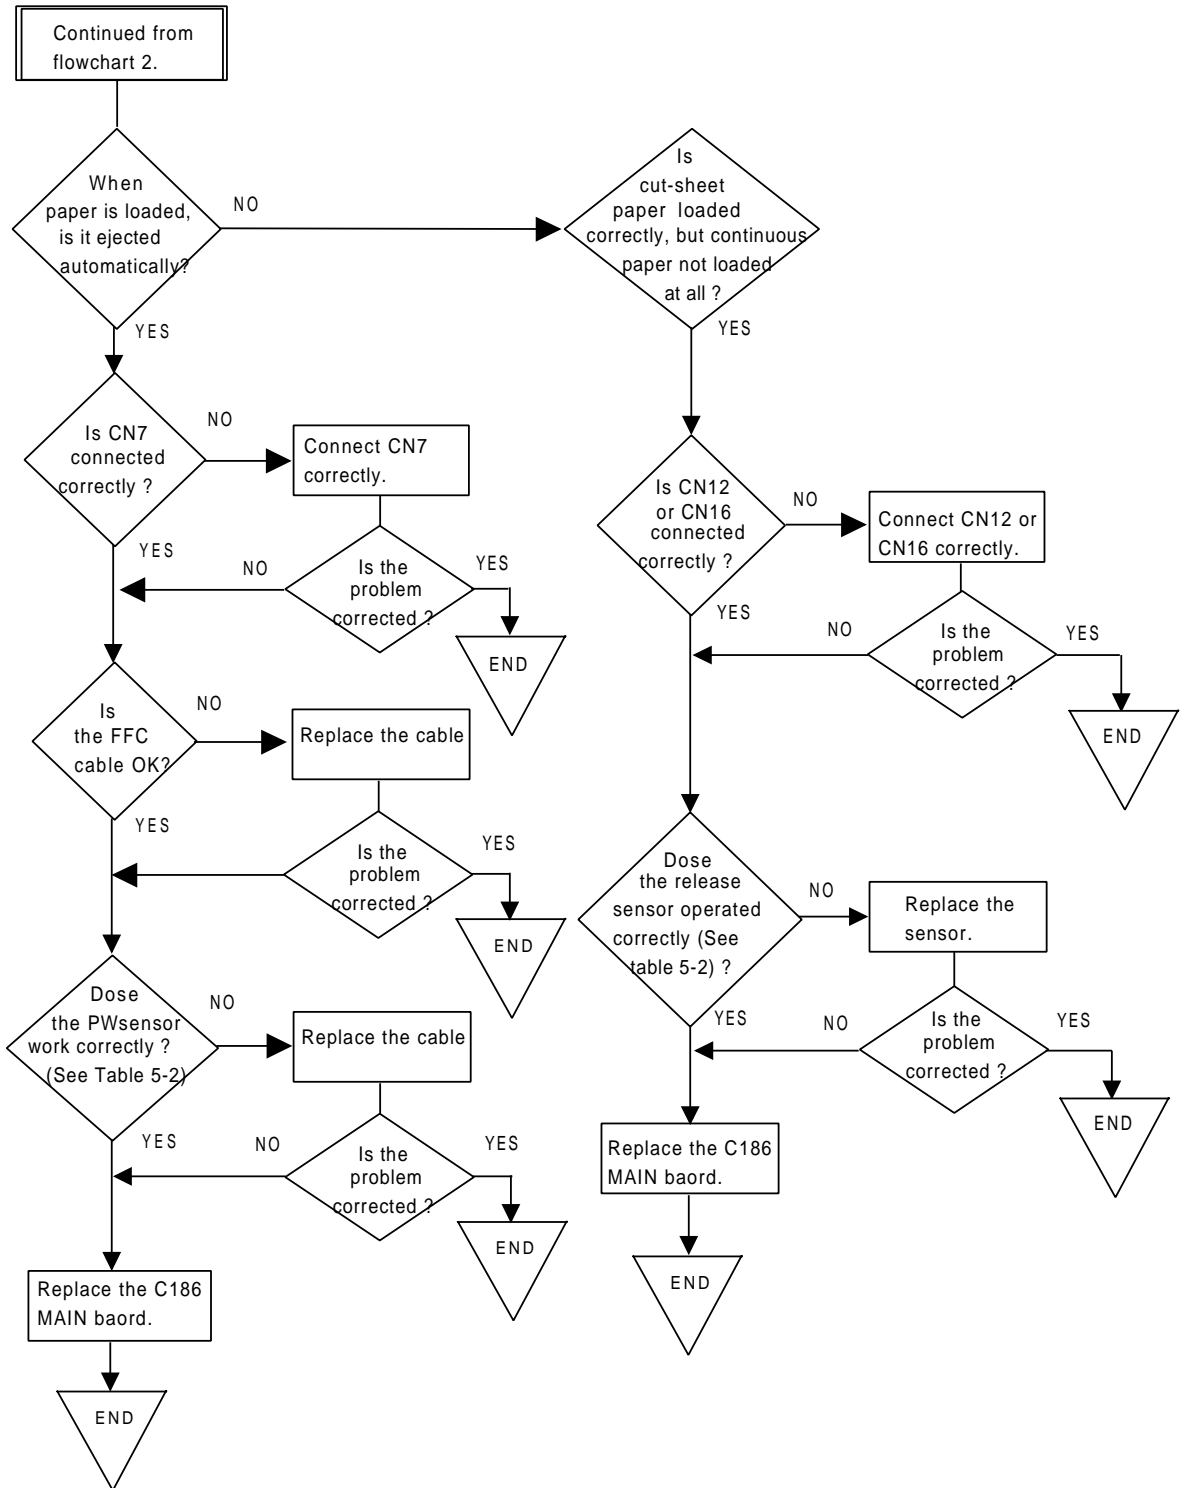 Continued from
flowchart 2.
When
paper is loaded,
is it ejected
automatically?
NO
YES
Is CN7
connected
correctly ?
NO
Connect CN7
correctly.
YES
Is the
problem
corrected ?
NO
YES
END
Is
the FFC
cable OK?
NO
Replace the cable
YES
Is the
problem
corrected ?
YES
END
Dose
the PWsensor
work correctly ?
(See Table 5-2)
NO
Replace the cable
YES
Is the
problem
corrected ?
NO
YES
END
Replace the C186
MAIN baord.
END
Is
cut-sheet
paper loaded
correctly, but continuous
paper not loaded
at all ?
YES
Is CN12
or CN16
connected
correctly ?
NO
Connect CN12 or
CN16 correctly.
YES
Is the
problem
corrected ?
NO
YES
END
Dose
the release
sensor operated
correctly (See
table 5-2) ?
NO
Replace the
sensor.
YES
Is the
problem
corrected ?
NO
YES
END
Replace the C186
MAIN baord.
END